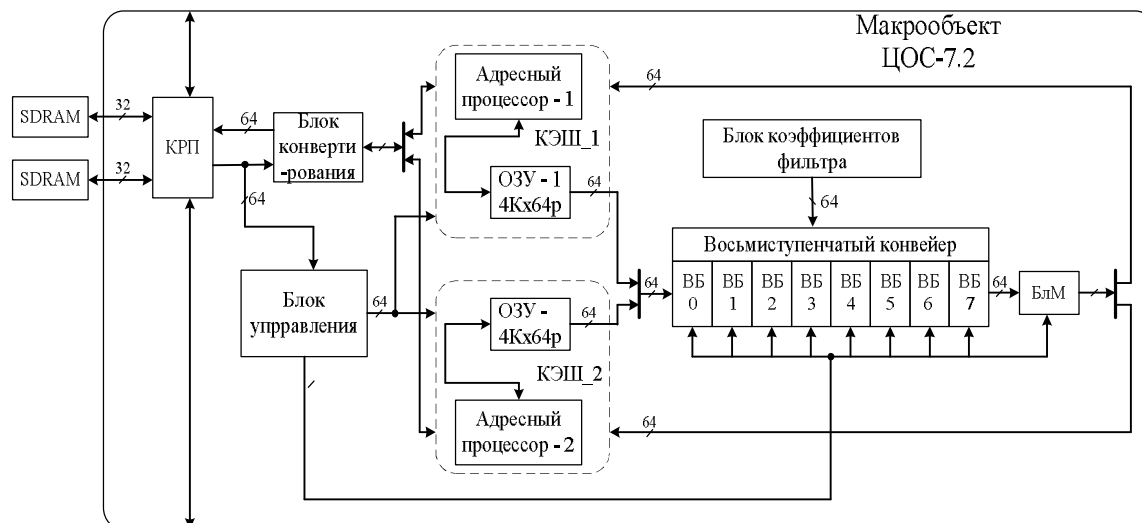 Макрообъект
ЦОС-7.2
SDRAM
32
SDRAM
32
КРП
64
64
Блок
конверти
-рования
Блок
упрравления
64
Адресный
процессор - 1
КЭШ_1
ОЗУ - 1
4Кх64р
64
ОЗУ -
4Кх64р
64
КЭШ_2
Адресный
процессор - 2
64
64
64
Блок коэффициентов
фильтра
64
Восьмиступенчатый конвейер
ВБ ВБ ВБ ВБ ВБ ВБ ВБ ВБ
0 1 2 3 4 5 6 7
64
БлМ